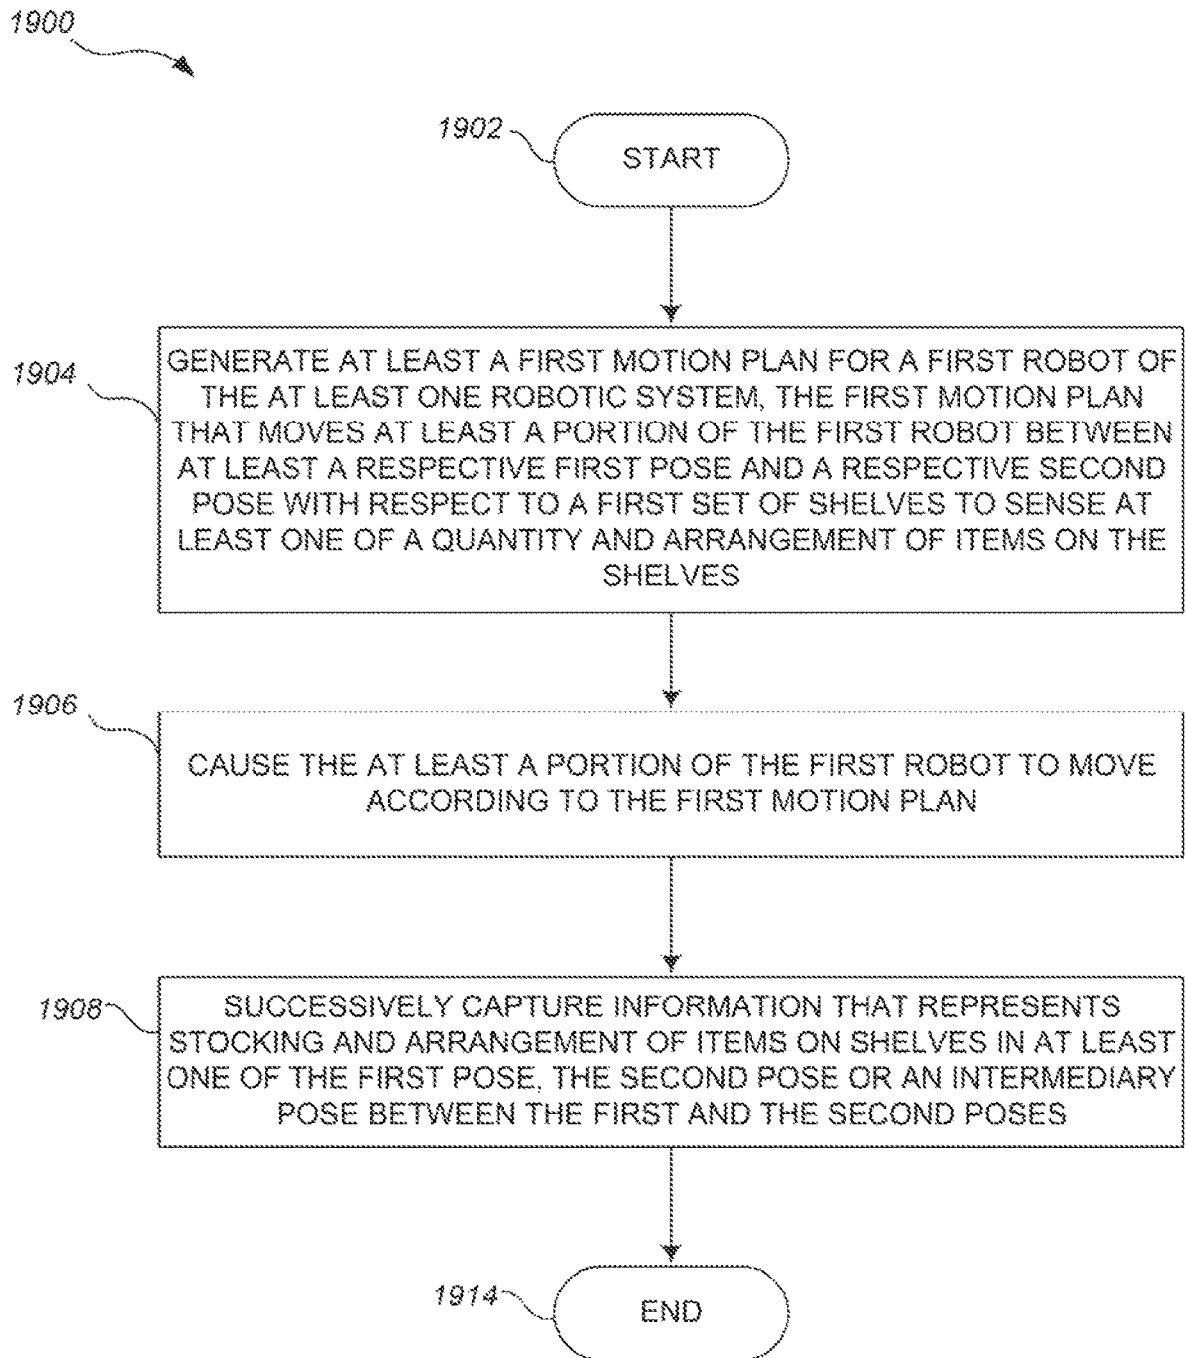 1900
1902
START
1904
GENERATE AT LEAST A FIRST MOTION PLAN FOR A FIRST ROBOT OF
THE AT LEAST ONE ROBOTIC SYSTEM, THE FIRST MOTION PLAN
THAT MOVES AT LEAST A PORTION OF THE FIRST ROBOT BETWEEN
AT LEAST A RESPECTIVE FIRST POSE AND A RESPECTIVE SECOND
POSE WITH RESPECT TO A FIRST SET OF SHELVES TO SENSE AT
LEAST ONE OF A QUANTITY AND ARRANGEMENT OF ITEMS ON THE
SHELVES
1906
CAUSE THE AT LEAST A PORTION OF THE FIRST ROBOT TO MOVE
ACCORDING TO THE FIRST MOTION PLAN
1908
SUCCESSIVELY CAPTURE INFORMATION THAT REPRESENTS
STOCKING AND ARRANGEMENT OF ITEMS ON SHELVES IN AT LEAST
ONE OF THE FIRST POSE, THE SECOND POSE OR AN INTERMEDIARY
POSE BETWEEN THE FIRST AND THE SECOND POSES
1914
END